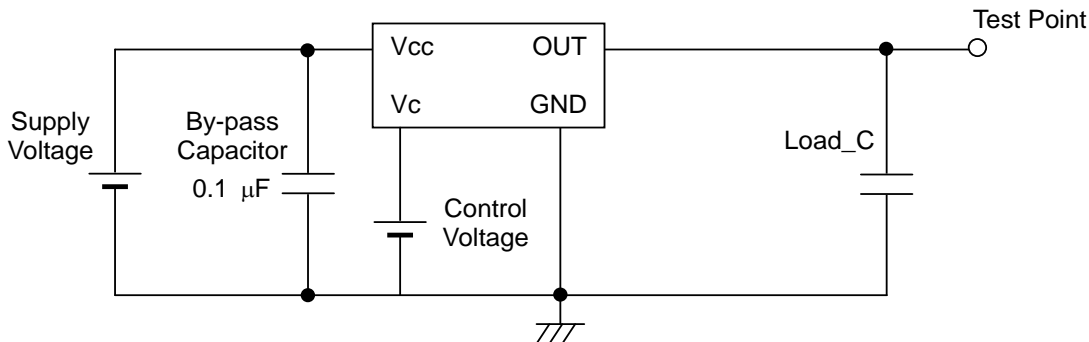 Test Point
Vcc
OUT
Vc
GND
Supply
Voltage
By-pass
Capacitor
0.1 μF
Control
Voltage
Load_C